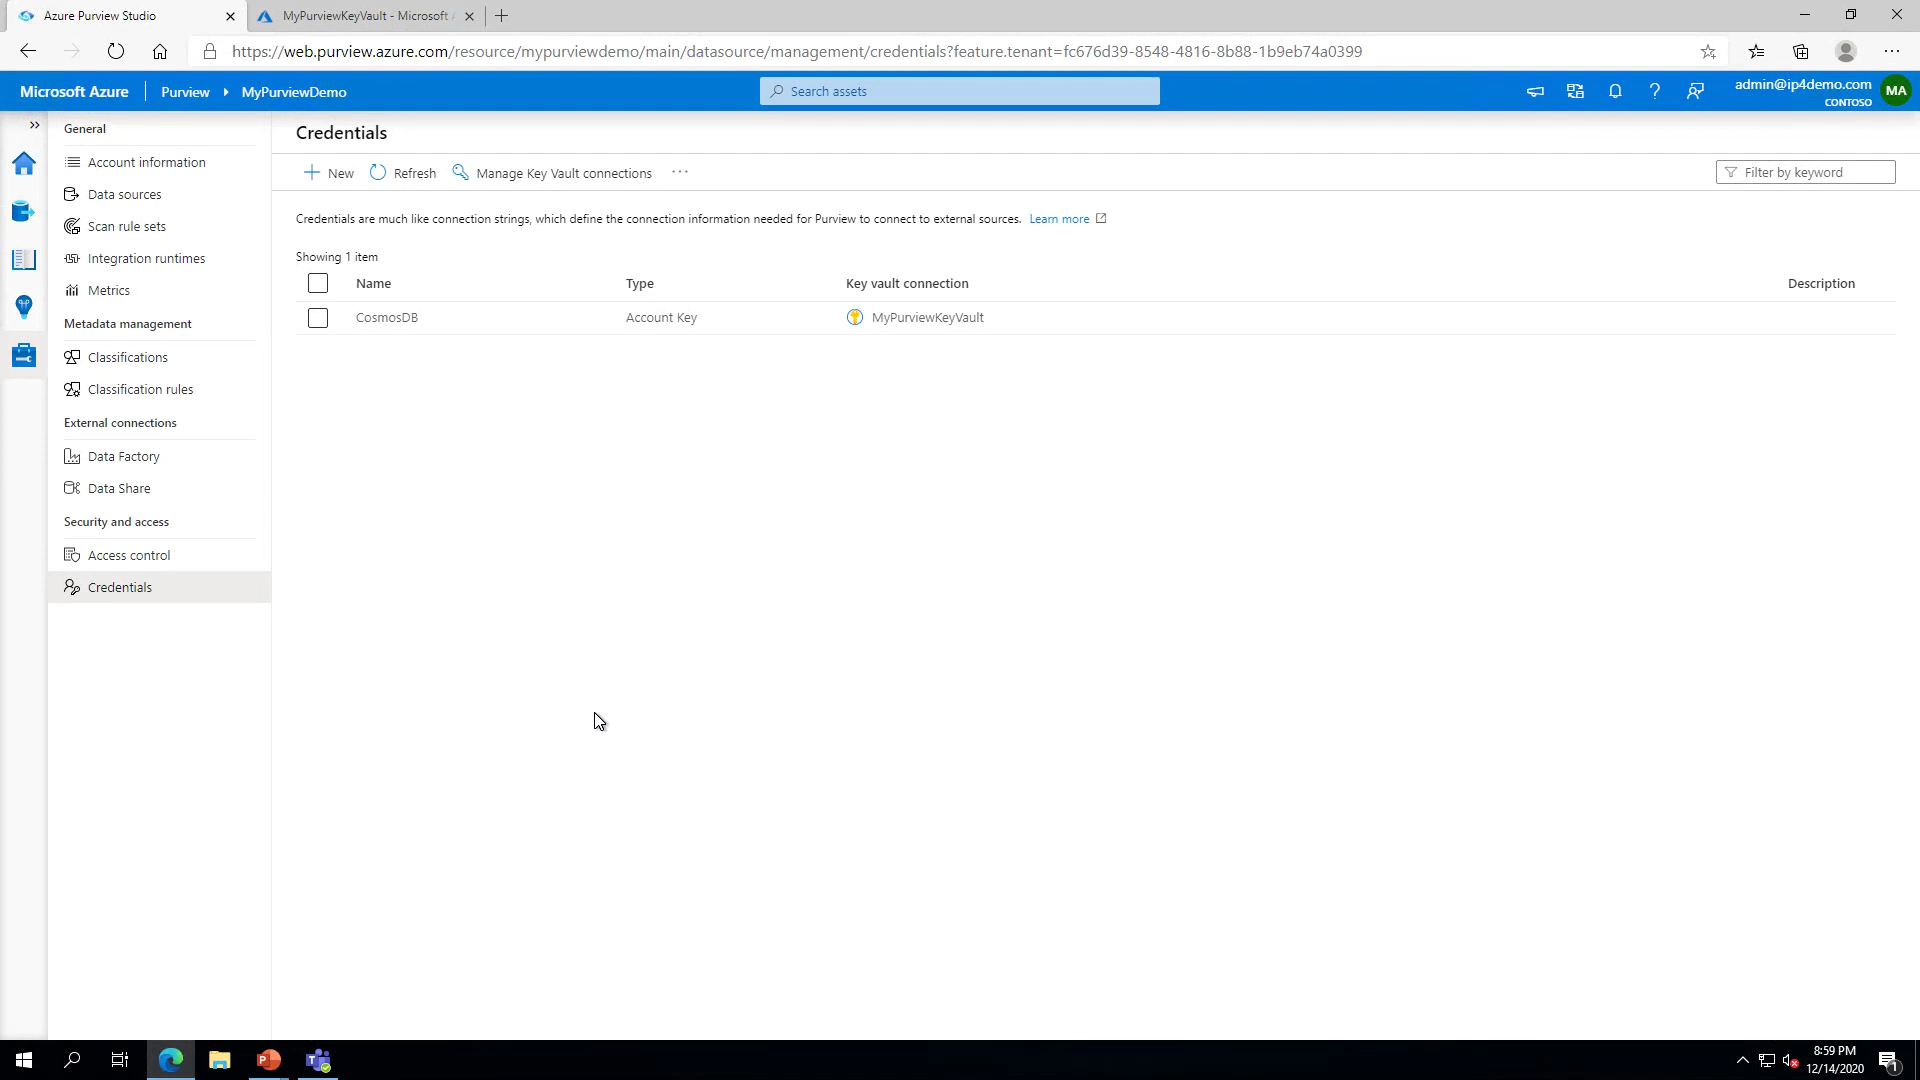 Azure Purview Studio
MyPurviewKeyVault - Microsoft A
https://web.purview.azure.com/resource/mypurviewdemo/main/datasource/management/credentials?feature.tenant=fc676d39-8548-4816-8b88-1b9eb74a0399
Microsoft Azure
Purview
MyPurviewDemo
Search assets
admin@ip4demo.com
CONTOSO
MA
General
Account information
Data sources
Scan rule sets
Integration runtimes
Metrics
Metadata management
Classifications
Classification rules
External connections
Data Factory
Data Share
Security and access
Access control
Credentials
Credentials
New
Refresh
Manage Key Vault connections
Filter by keyword
Credentials are much like connection strings, which define the connection information needed for Purview to connect to external sources. Learn more
Showing 1 item
Name Type Key vault connection Description
CosmosDB Account Key MyPurviewKeyVault
8:59 PM
12/14/2020
1